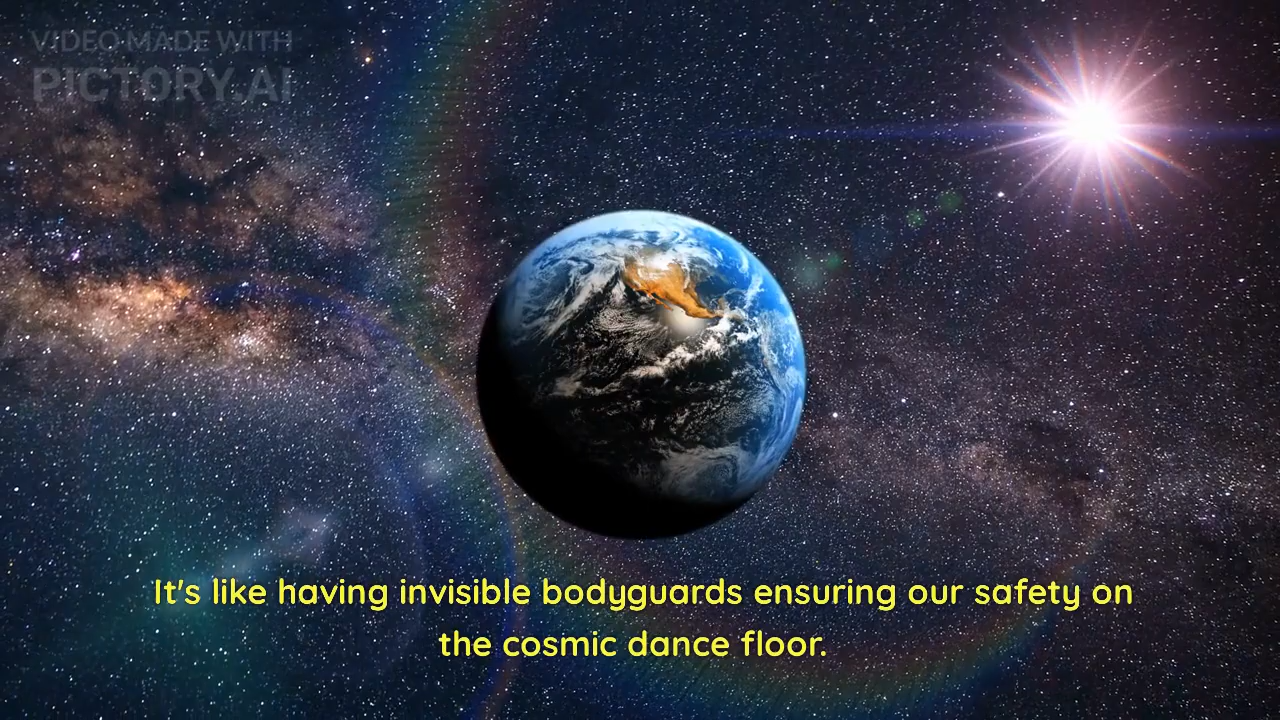 VIDEO MADE WITH
PICTORY.AI
It's like having invisible bodyguards ensuring our safety on
the cosmic dance floor.